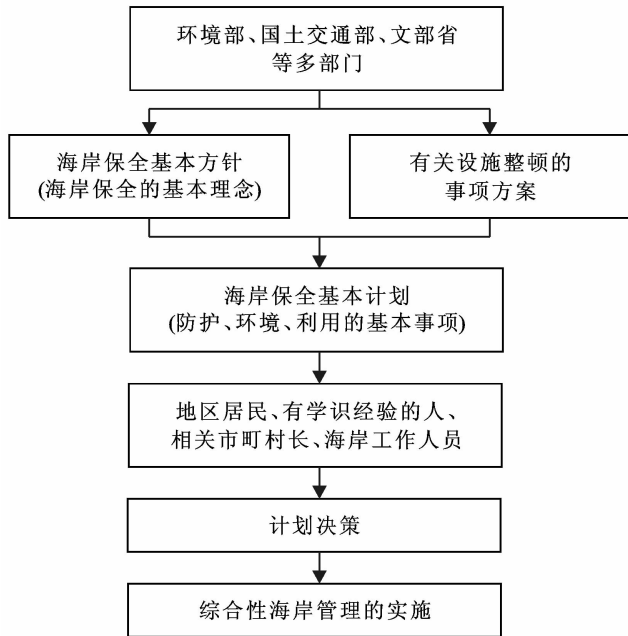 环境部、国土交通部、文部省
等多部门
海岸保全基本方针
(海岸保全的基本理念)
有关设施整顿的
事项方案
海岸保全基本计划
(防护、环境、利用的基本事项)
地区居民、有学识经验的人、
相关市町村长、海岸工作人员
计划决策
综合性海岸管理的实施